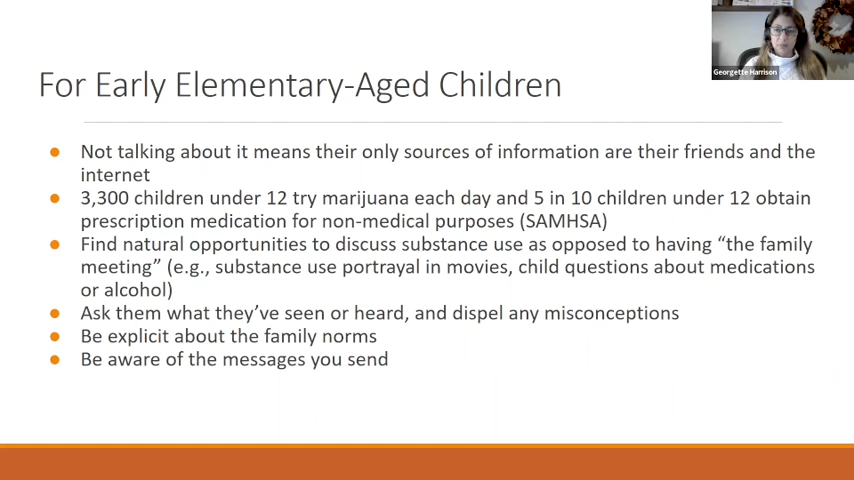 For Early Elementary-Aged Children
Georgette Harrison
● Not talking about it means their only sources of information are their friends and the
internet
● 3,300 children under 12 try marijuana each day and 5 in 10 children under 12 obtain
prescription medication for non-medical purposes (SAMHSA)
● Find natural opportunities to discuss substance use as opposed to having “the family
meeting” (e.g., substance use portrayal in movies, child questions about medications
or alcohol)
● Ask them what they’ve seen or heard, and dispel any misconceptions
● Be explicit about the family norms
● Be aware of the messages you send